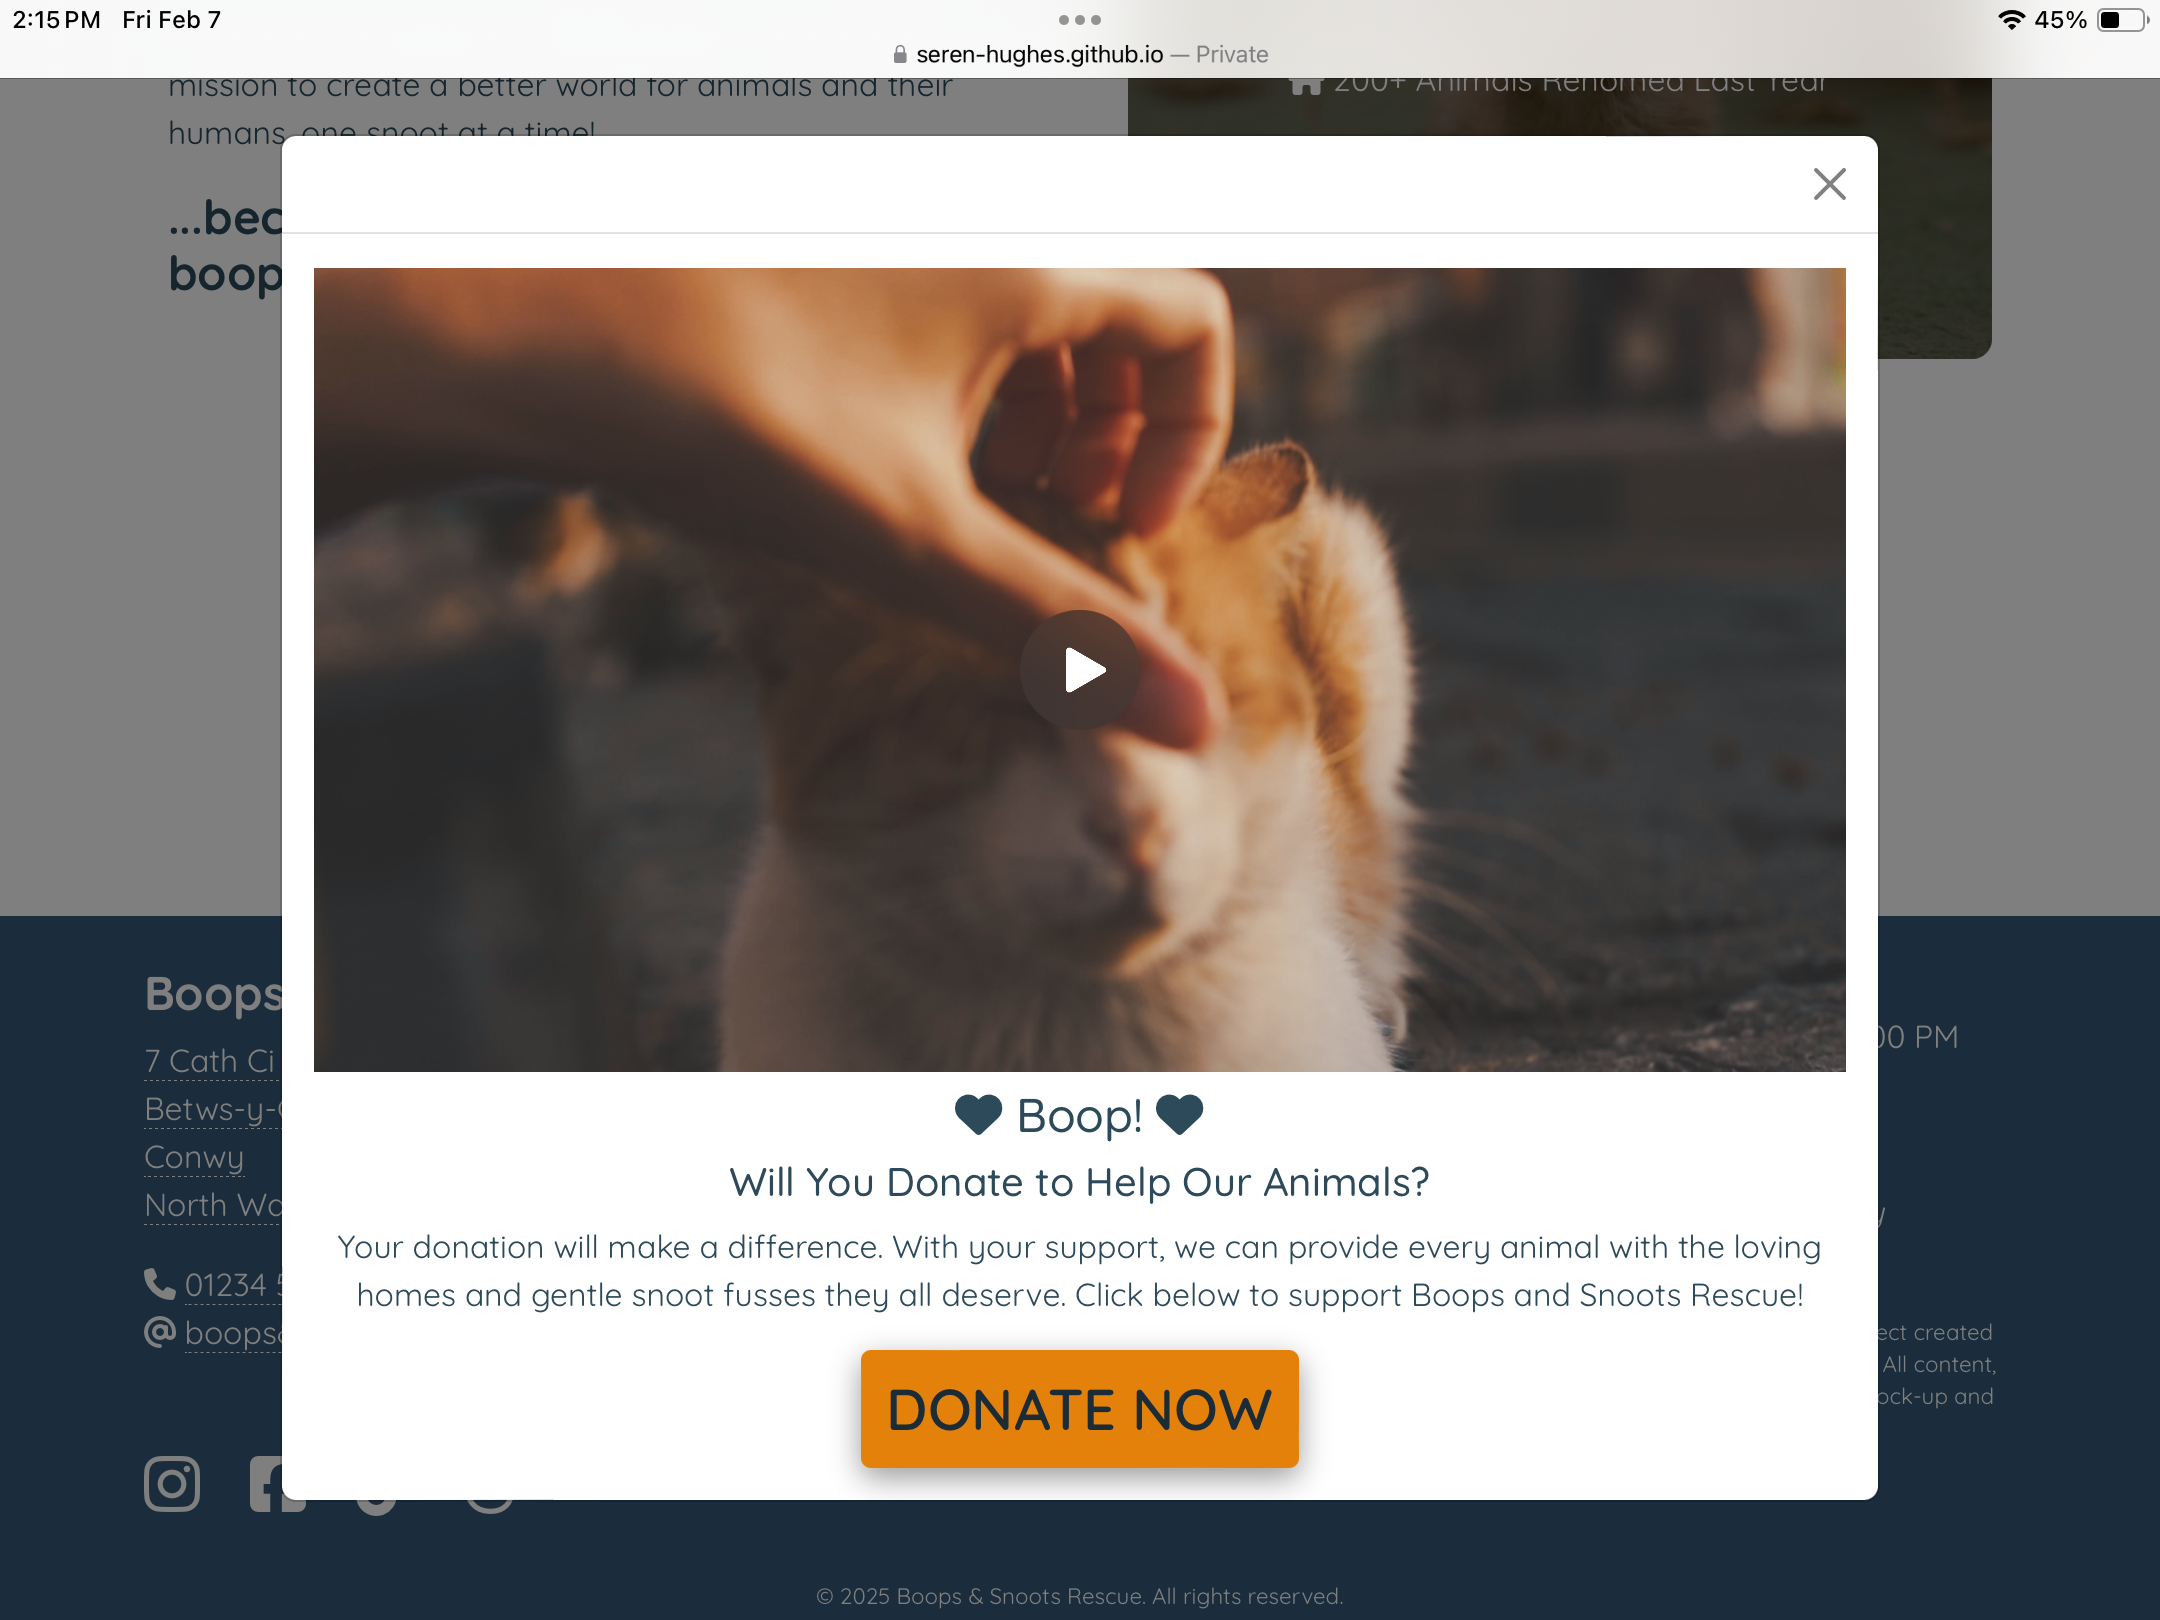 2:15 PM Fri Feb 7
45%
seren-hughes.github.io — Private
mission to create a better world for animals and their
200+ Animals Rehomed Last Year
humans, one snoot at a time!
...bec
boop
Boop!
Will You Donate to Help Our Animals?
Your donation will make a difference. With your support, we can provide every animal with the loving
homes and gentle snoot fusses they all deserve. Click below to support Boops and Snoots Rescue!
DONATE NOW
Boops
7 Cath Ci
Betws-y-
Conwy
North Wa
01234
boops
00 PM
y
ect created
All content,
ock-up and
© 2025 Boops & Snoots Rescue. All rights reserved.